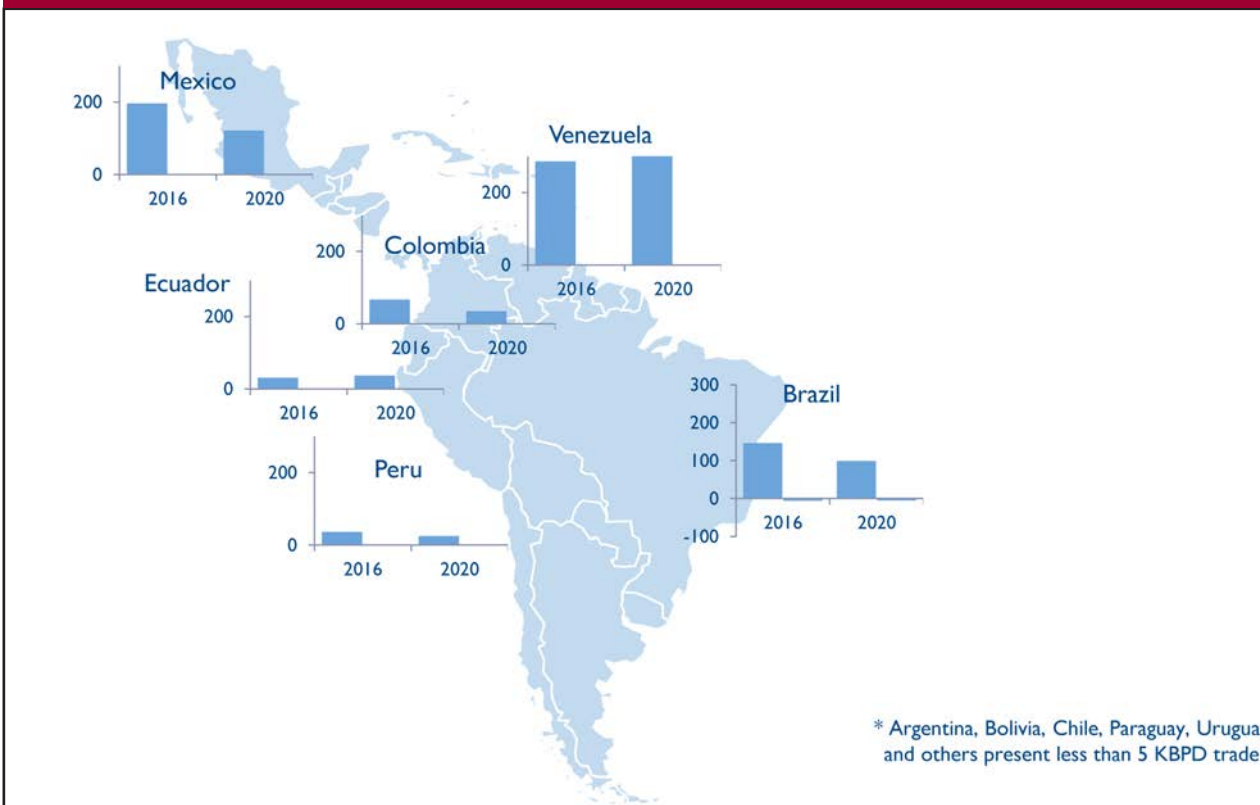 Mexico
200
0
2016 2020
Venezuela
200
0
2016 2020
Colombia
200
0
2016 2020
Ecuador
200
0
2016 2020
Brazil
300
200
100
0
-100
2016 2020
Peru
200
0
2016 2020
* Argentina, Bolivia, Chile, Paraguay, Urugua
and others present less than 5 KBPD trade